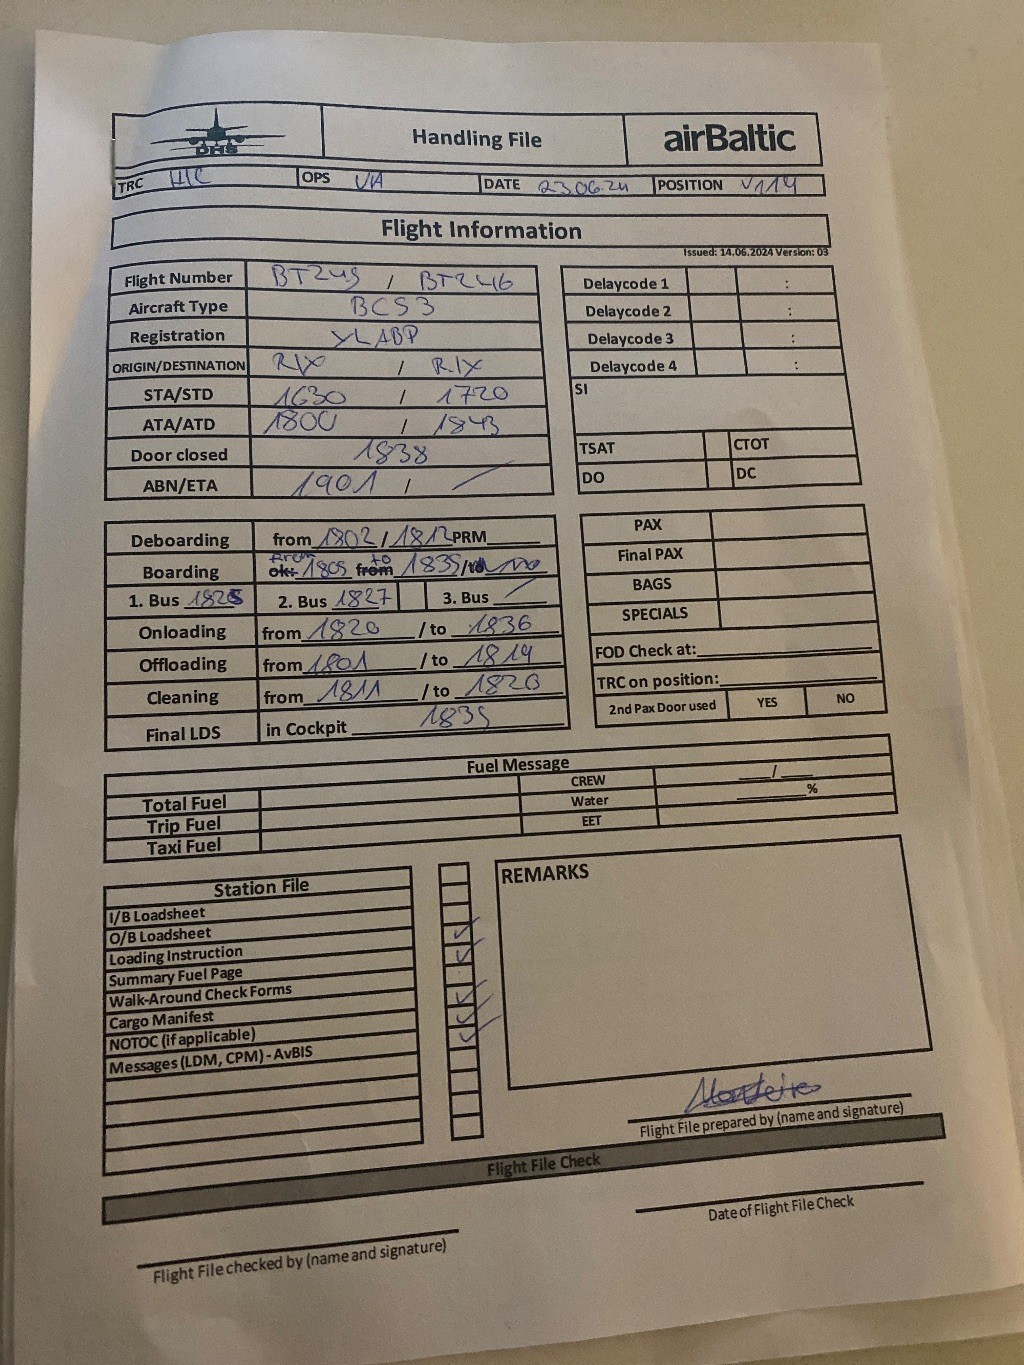 DHS Handling File airBaltic
TRC HIC OPS VIA DATE 23.06.24 POSITION V114
Flight Information
Issued: 14.06.2024 Version: 03
Flight Number BT245 / BT246
Aircraft Type BCS3
Registration YLABP
ORIGIN/DESTINATION RIX / RIX
STA/STD 1630 / 1720
ATA/ATD 1800 / 1843
Door closed 1838
ABN/ETA 1901 /
Delaycode 1 :
Delaycode 2 :
Delaycode 3 :
Delaycode 4 :
SI
TSAT CTOT
DO DC
Deboarding from 1802 / 1812 PRM
Boarding ok: from 1805 from to 1835 /to
1. Bus 1825 2. Bus 1827 3. Bus
Onloading from 1820 / to 1836
Offloading from 1801 / to 1814
Cleaning from 1811 / to 1820
Final LDS in Cockpit 1835
PAX
Final PAX
BAGS
SPECIALS
FOD Check at:
TRC on position:
2nd Pax Door used YES NO
Fuel Message
Total Fuel CREW /
Trip Fuel Water %
Taxi Fuel EET
Station File
I/B Loadsheet
O/B Loadsheet
Loading Instruction
Summary Fuel Page
Walk-Around Check Forms
Cargo Manifest
NOTOC (if applicable)
Messages (LDM, CPM) - AvBIS
REMARKS
Monteiro
Flight File prepared by (name and signature)
Flight File Check
Flight File checked by (name and signature)
Date of Flight File Check